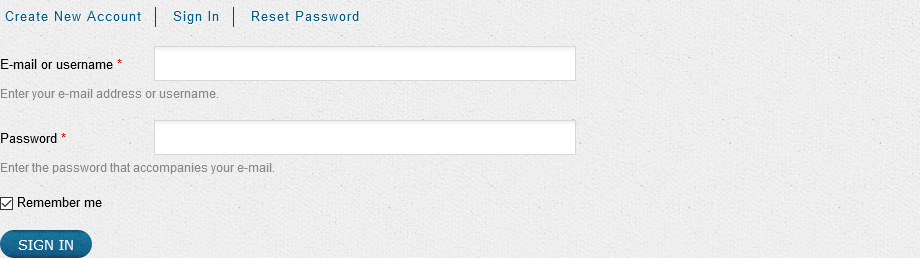 Create New Account Sign In Reset Password
E-mail or username *
Enter your e-mail address or username.
Password *
Enter the password that accompanies your e-mail.
Remember me
SIGN IN